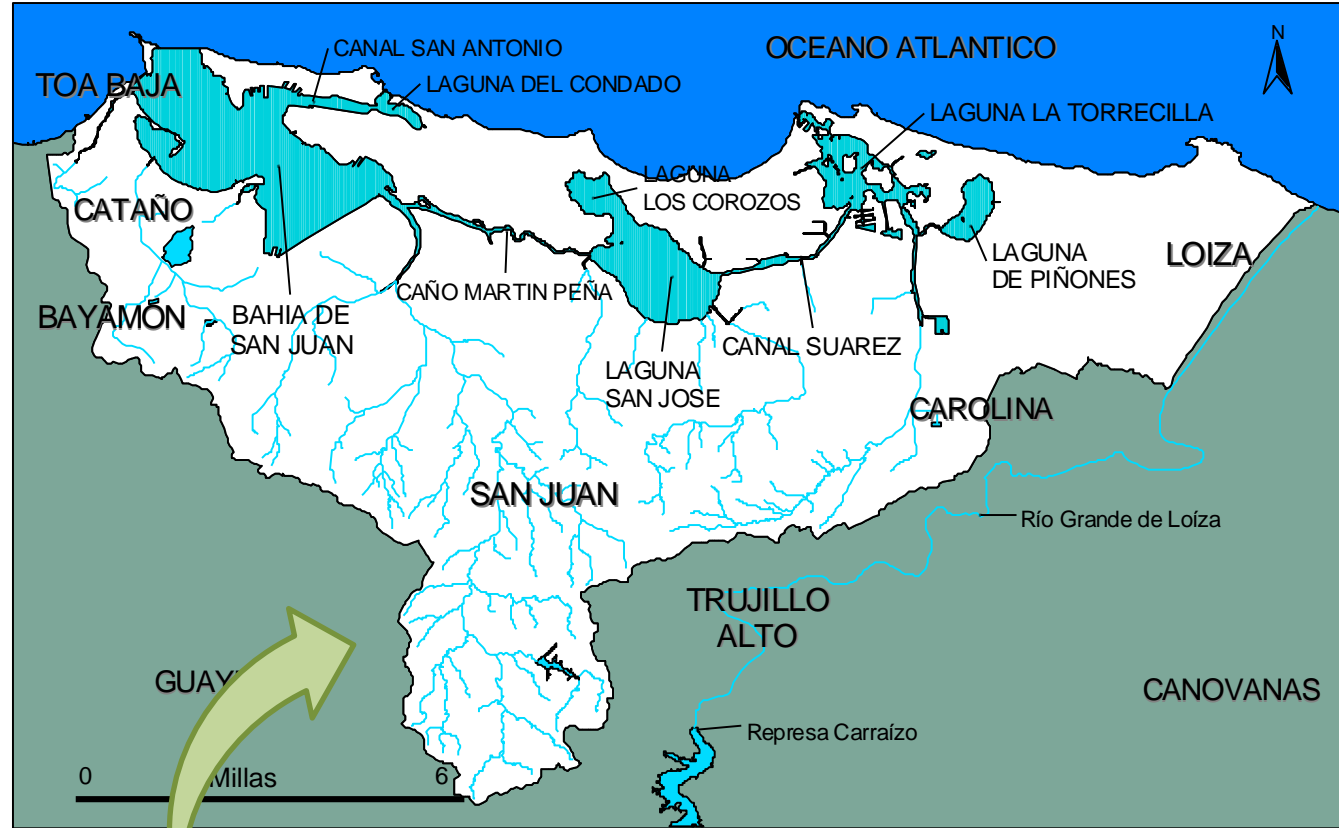 CANAL SAN ANTONIO
OCEANO ATLANTICO
N
TOA BAJA
LAGUNA DEL CONDADO
LAGUNA LA TORRECILLA
LAGUNA
LOS COROZOS
CATAÑO
LAGUNA
DE PIÑONES
LOIZA
CAÑO MARTIN PEÑA
BAYAMÓN
BAHIA DE
SAN JUAN
CANAL SUAREZ
LAGUNA
SAN JOSE
CAROLINA
SAN JUAN
Río Grande de Loíza
TRUJILLO
ALTO
CANOVANAS
Represa Carraízo
0
Millas
6